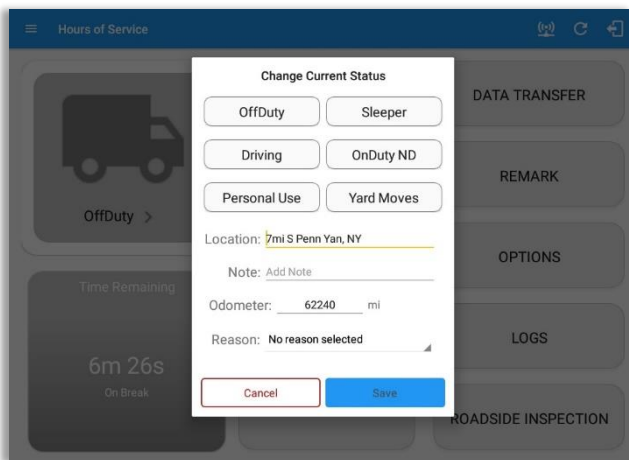 Hours of Service
Change Current Status
OffDuty Sleeper
Driving OnDuty ND
Personal Use Yard Moves
Location: 7mi S Penn Yan, NY
Note: Add Note
Odometer: 62240 mi
Reason: No reason selected
Cancel Save
OffDuty >
Time Remaining
6m 26s
On Break
DATA TRANSFER
REMARK
OPTIONS
LOGS
ROADSIDE INSPECTION